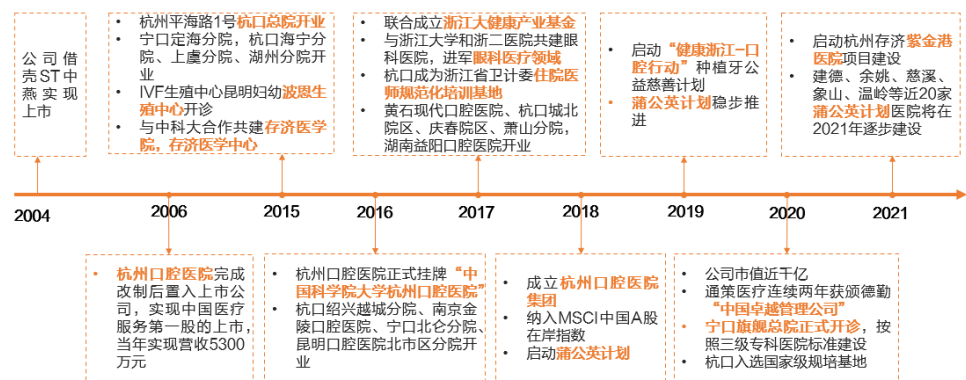 公司借
壳ST中
燕实现
上市
• 杭州平海路1号杭口总院开业
• 宁口定海分院，杭口海宁分
院、上虞分院、湖州分院开
业
• IVF生殖中心昆明妇幼波恩生
殖中心开诊
• 与中科大合作共建存济医学
院，存济医学中心
• 联合成立浙江大健康产业基金
• 与浙江大学和浙二医院共建眼
科医院，进军眼科医疗领域
• 杭口成为浙江省卫计委住院医
师规范化培训基地
• 黄石现代口腔医院、杭口城北
院区、庆春院区、萧山分院，
湖南益阳口腔医院开业
• 启动“健康浙江–口
腔行动”种植牙公
益慈善计划
• 蒲公英计划稳步推
进
• 启动杭州存济紫金港
医院项目建设
• 建德、余姚、慈溪、
象山、温岭等近20家
蒲公英计划医院将在
2021年逐步建设
2004
2006
2015
2016
2017
2018
2019
2020
2021
• 杭州口腔医院完成
改制后置入上市公
司，实现中国医疗
服务第一股的上市，
当年实现营收5300
万元
• 杭州口腔医院正式挂牌“中
国科学院大学杭州口腔医院”
• 杭口绍兴越城分院、南京金
陵口腔医院、宁口北仑分院、
昆明口腔医院北市区分院开
业
• 成立杭州口腔医院
集团
• 纳入MSCI中国A股
在岸指数
• 启动蒲公英计划
• 公司市值近千亿
• 通策医疗连续两年获颁德勤
“中国卓越管理公司”
• 宁口旗舰总院正式开诊，按
照三级专科医院标准建设
• 杭口入选国家级规培基地